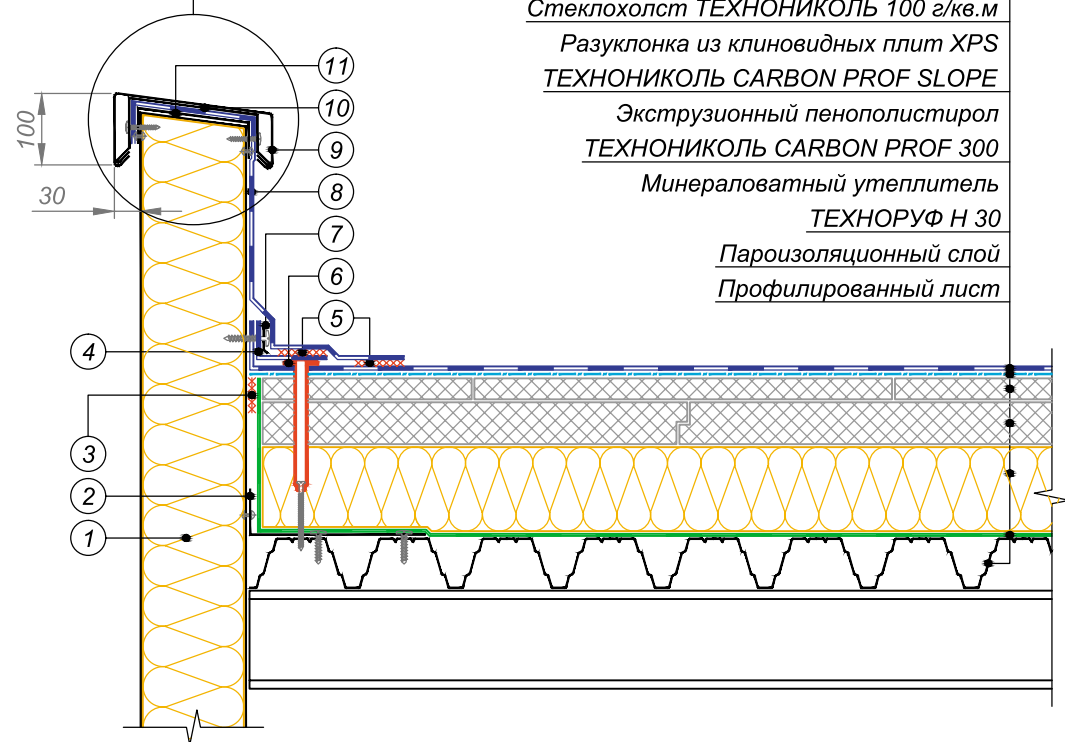 Стеклохолст ТЕХНОНИКОЛЬ 100 г/кв.м
Разуклонка из клиновидных плит XPS
ТЕХНОНИКОЛЬ CARBON PROF SLOPE
Экструзионный пенополистирол
ТЕХНОНИКОЛЬ CARBON PROF 300
Минераловатный утеплитель
ТЕХНОРУФ Н 30
Пароизоляционный слой
Профилированный лист
11
10
9
8
7
6
5
4
3
2
1
100
30